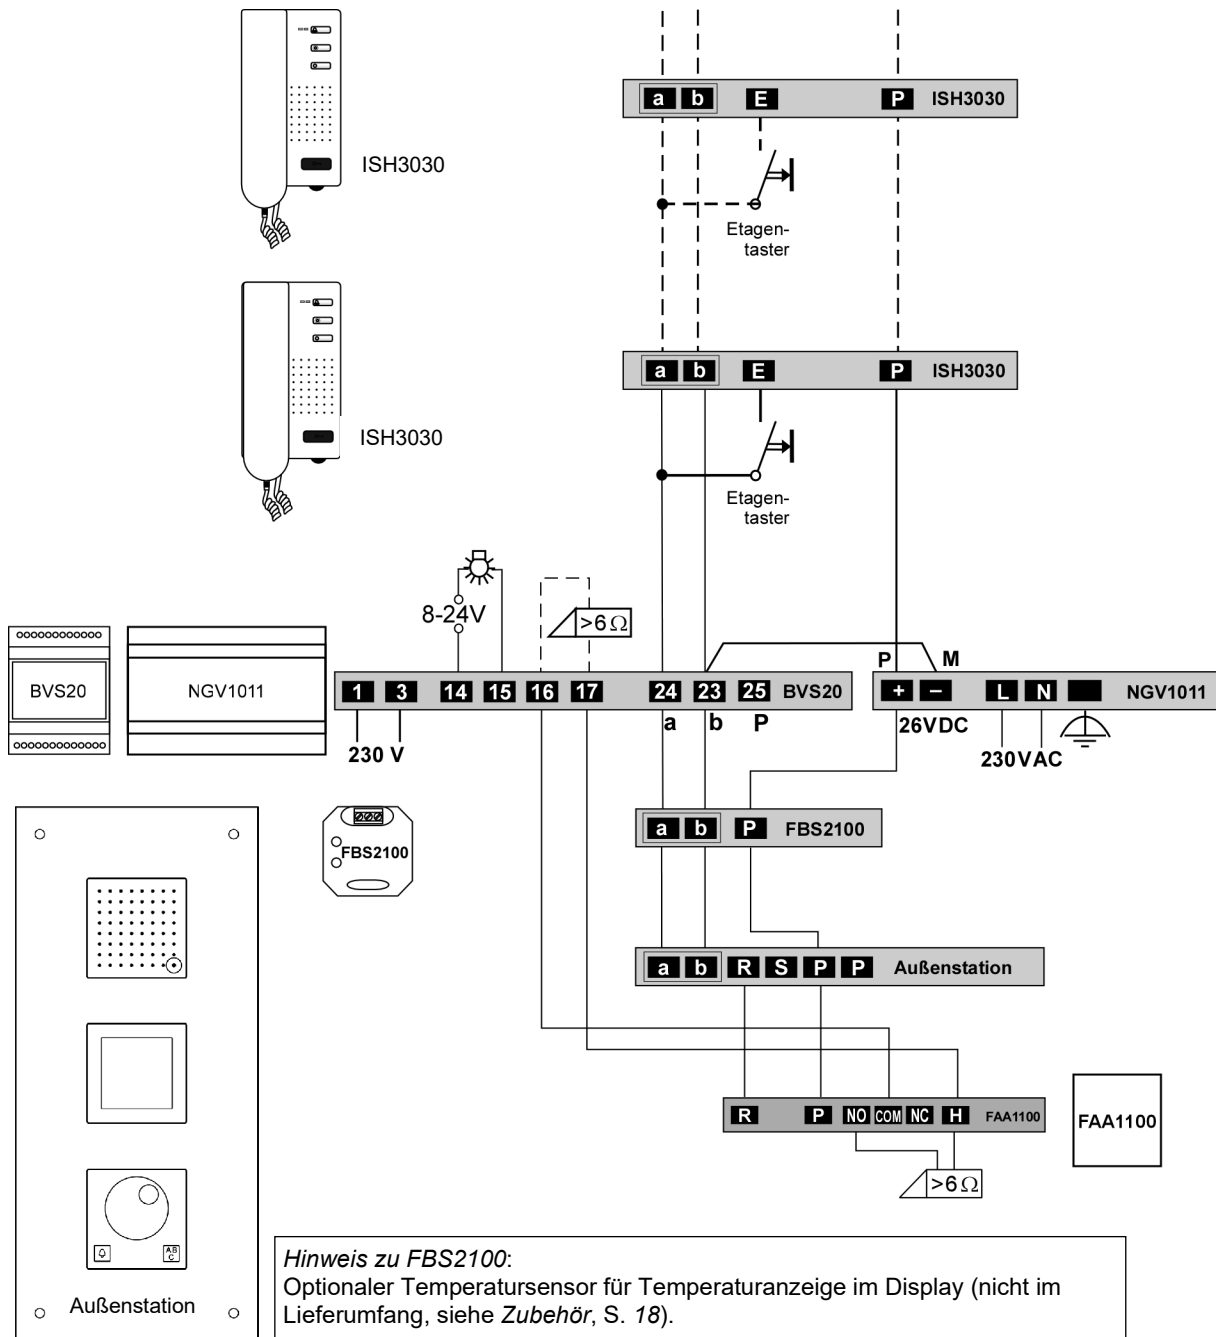 a b E P ISH3030
ISH3030
Etagen-
taster
a b E P ISH3030
ISH3030
Etagen-
taster
8-24V
>6Ω
P M
BVS20
NGV1011
1 3 14 15 16 17 24 23 25 BVS20
+ − L N NGV1011
230 V
a b P
26VDC
230VAC
a b P FBS2100
FBS2100
a b R S P P Außenstation
R P NO COM NC H FAA1100
FAA1100
>6Ω
AB
C
Außenstation
Hinweis zu FBS2100:
Optionaler Temperatursensor für Temperaturanzeige im Display (nicht im
Lieferumfang, siehe Zubehör, S. 18).